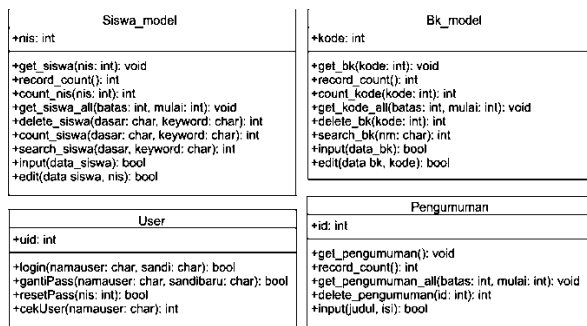 Siswa_model
+nis: int
+get_siswa(nis: int): void
+record_count(): int
+count_nis(nis: int): int
+get_siswa_all(batas: int, mulai: int): void
+delete_siswa(dasar: char, keyword: char): int
+count_siswa(dasar: char, keyword: char): int
+search_siswa(dasar, keyword: char): int
+input(data_siswa): bool
+edit(data siswa, nis): bool
Bk_model
+kode: int
+get_bk(kode: int): void
+record_count(): int
+count_kode(kode: int): int
+get_kode_all(batas: int, mulai: int): void
+delete_bk(kode: int): int
+search_bk(nm: char): int
+input(data_bk): bool
+edit(data bk, kode): bool
User
+uid: int
+login(namauser: char, sandi: char): bool
+gantiPass(namauser: char, sandibaru: char): bool
+resetPass(nis: int): bool
+cekUser(namauser: char): int
Pengumuman
+id: int
+get_pengumuman(): void
+record_count(): int
+get_pengumuman_all(batas: int, mulai: int): void
+delete_pengumuman(id: int): int
+input(judul, isi): bool